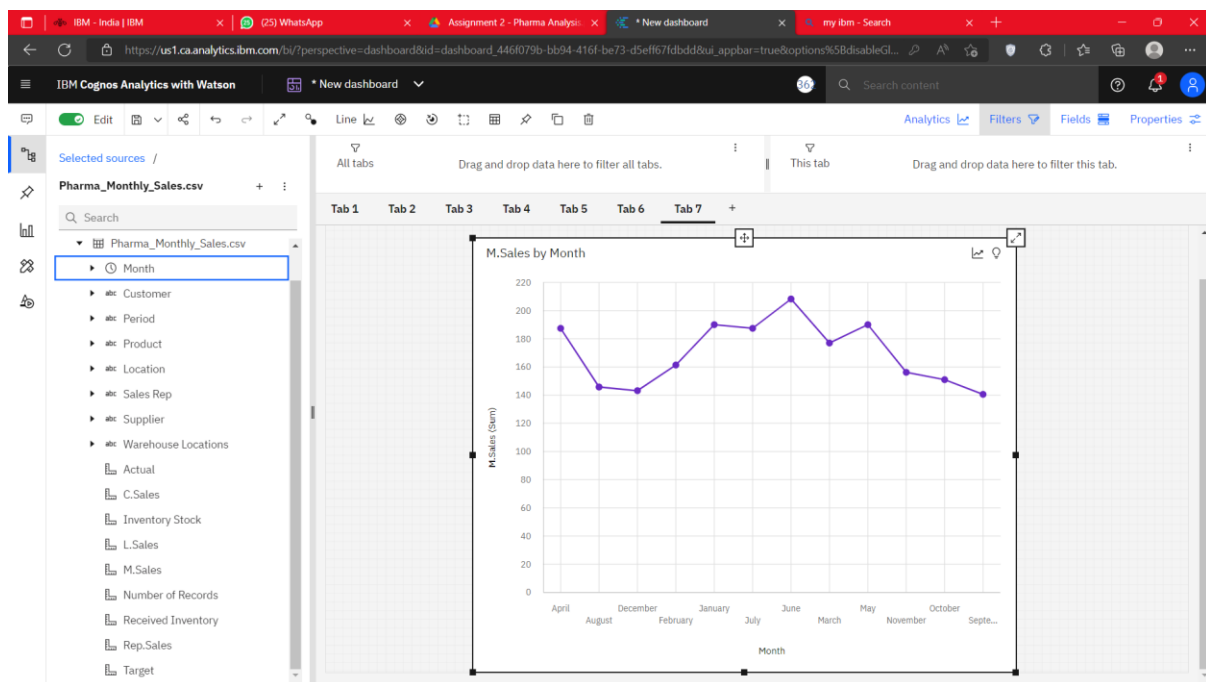 IBM - India | IBM
(25) WhatsApp
Assignment 2 - Pharma Analysis.
* New dashboard
my ibm - Search
https://us1.ca.analytics.ibm.com/bi/?perspective=dashboard&id=dashboard_446f079b-bb94-416f-be73-d5eff67fdbdd&ui_appbar=true&options%5BdisableGl...
IBM Cognos Analytics with Watson
* New dashboard
Search content
Edit
Line
Analytics
Filters
Fields
Properties
Selected sources /
Pharma_Monthly_Sales.csv
Search
Pharma_Monthly_Sales.csv
Month
abc Customer
abc Period
abc Product
abc Location
abc Sales Rep
abc Supplier
abc Warehouse Locations
Actual
C.Sales
Inventory Stock
L.Sales
M.Sales
Number of Records
Received Inventory
Rep.Sales
Target
All tabs
Drag and drop data here to filter all tabs.
This tab
Drag and drop data here to filter this tab.
Tab 1 Tab 2 Tab 3 Tab 4 Tab 5 Tab 6 Tab 7
M.Sales by Month
M.Sales (Sum)
220
200
180
160
140
120
100
80
60
40
20
0
April December January June May October
August February July March November Septe...
Month